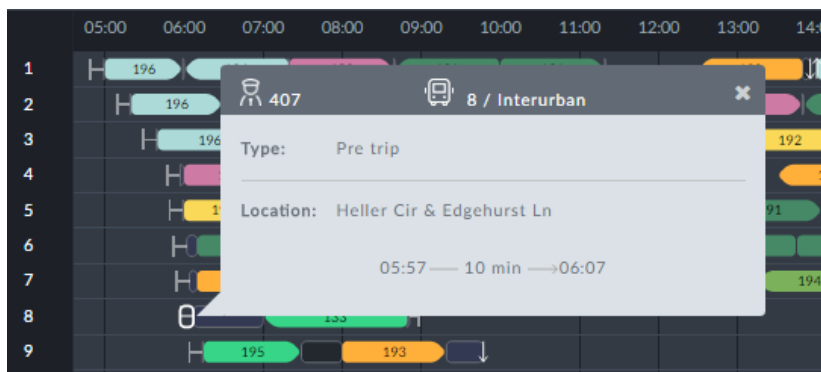 05:00 06:00 07:00 08:00 09:00 10:00 11:00 12:00 13:00
1 196
2 196
3 196 192
4
5
6
7 194
8 133
9 195 193
407 8 / Interurban
Type: Pre trip
Location: Heller Cir & Edgehurst Ln
05:57 10 min 06:07